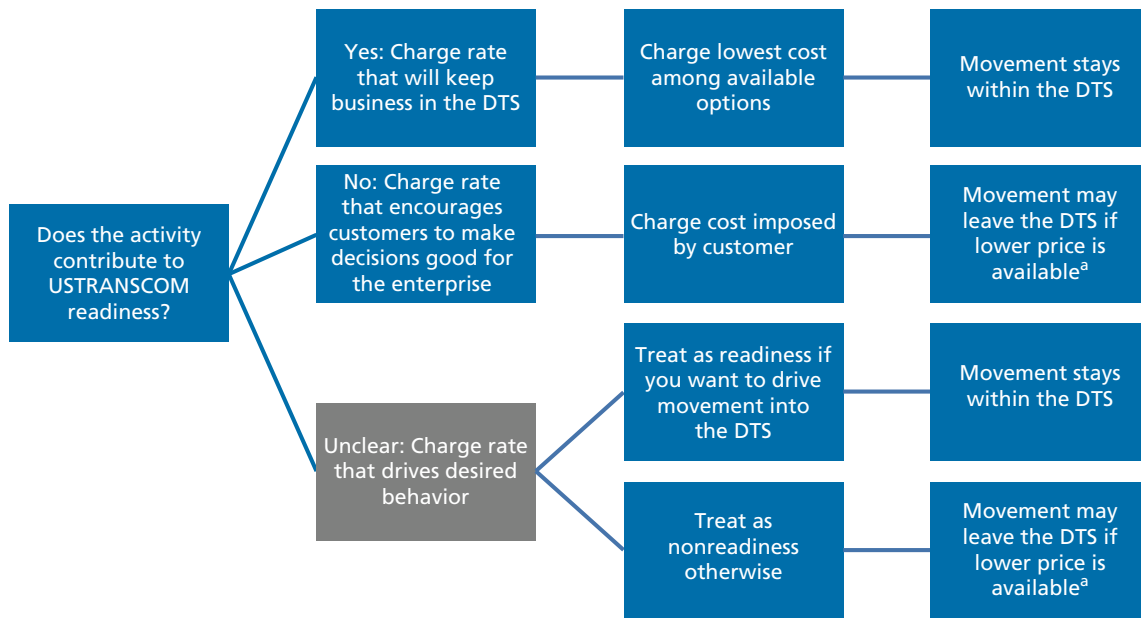 Does the activity
contribute to
USTRANSCOM
readiness?
Yes: Charge rate
that will keep
business in the DTS
Charge lowest cost
among available
options
Movement stays
within the DTS
No: Charge rate
that encourages
customers to make
decisions good for
the enterprise
Charge cost imposed
by customer
Movement may
leave the DTS if
lower price is
availableᵃ
Unclear: Charge rate
that drives desired
behavior
Treat as readiness if
you want to drive
movement into
the DTS
Movement stays
within the DTS
Treat as
nonreadiness
otherwise
Movement may
leave the DTS if
lower price is
availableᵃ